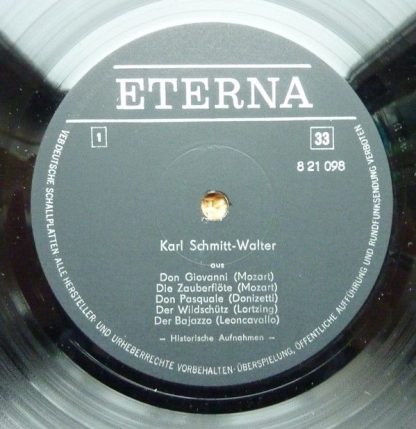 ETERNA
1
33
8 21 098
Karl Schmitt-Walter
aus
Don Giovanni (Mozart)
Die Zauberflöte (Mozart)
Don Pasquale (Donizetti)
Der Wildschütz (Lortzing)
Der Bajazzo (Leoncavallo)
– Historische Aufnahmen –
VEB DEUTSCHE SCHALLPLATTEN ALLE HERSTELLER- UND URHEBERRECHTE VORBEHALTEN · ÜBERSPIELUNG, ÖFFENTLICHE AUFFÜHRUNG UND RUNDFUNKSENDUNG VERBOTEN